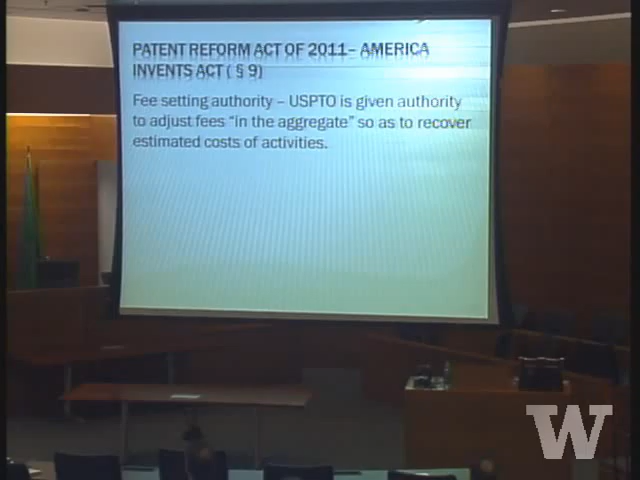 PATENT REFORM ACT OF 2011– AMERICA
INVENTS ACT ( § 9)
Fee setting authority – USPTO is given authority
to adjust fees “in the aggregate” so as to recover
estimated costs of activities.
W